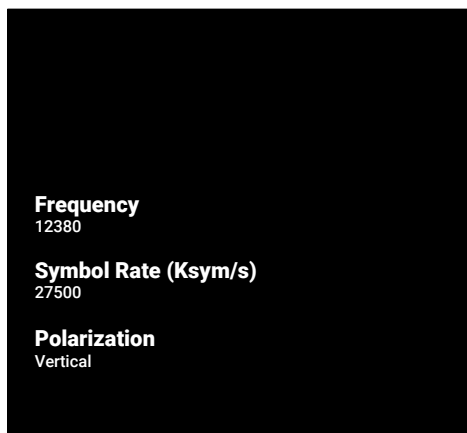 Frequency
12380
Symbol Rate (Ksym/s)
27500
Polarization
Vertical